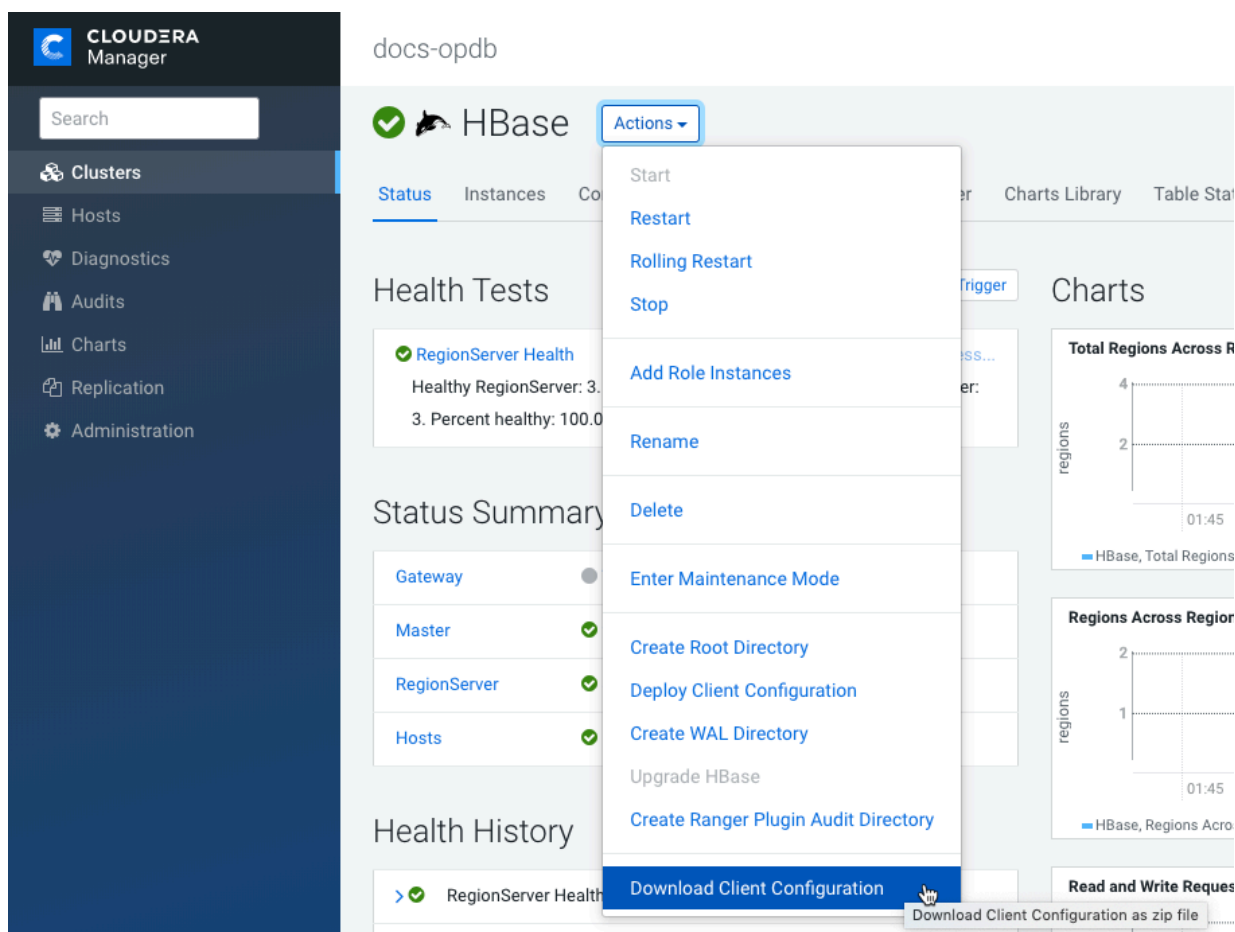 CLOUDERA
Manager
Search
Clusters
Hosts
Diagnostics
Audits
Charts
Replication
Administration
docs-opdb
HBase
Actions
Status Instances Charts Library Table
Start
Restart
Rolling Restart
Stop
Add Role Instances
Rename
Delete
Enter Maintenance Mode
Create Root Directory
Deploy Client Configuration
Create WAL Directory
Upgrade HBase
Create Ranger Plugin Audit Directory
Download Client Configuration
Download Client Configuration as zip file
Health Tests
Trigger
RegionServer Health
Healthy RegionServer: 3.
3. Percent healthy: 100.0
Status Summary
Gateway
Master
RegionServer
Hosts
Health History
RegionServer Health
Charts
Total Regions Across
4
2
regions
01:45
HBase, Total Regions
Regions Across
2
1
regions
01:45
HBase, Regions
Read and Write